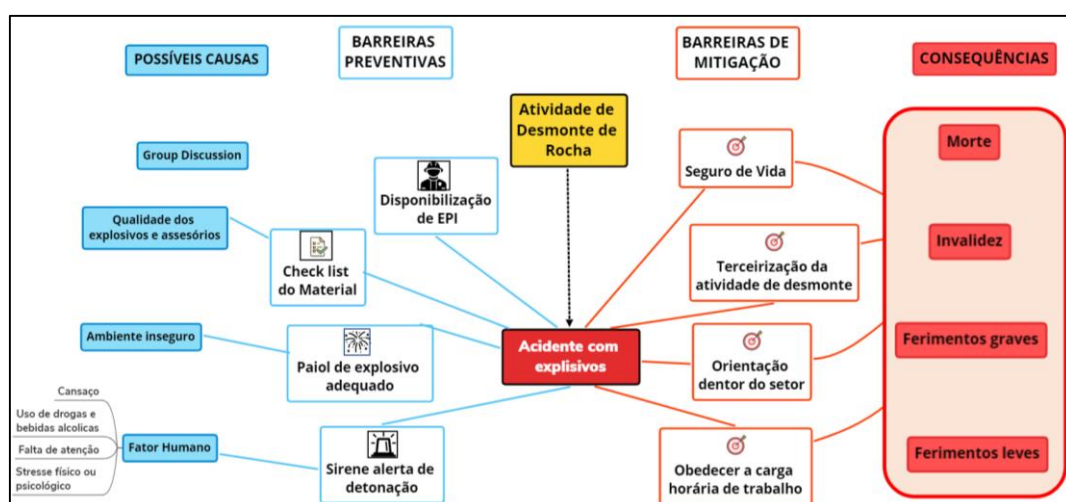 POSSÍVEIS CAUSAS
BARREIRAS
PREVENTIVAS
BARREIRAS DE
MITIGAÇÃO
CONSEQUÊNCIAS
Atividade de
Desmonte de
Rocha
Group Discussion
Disponibilização
de EPI
Seguro de Vida
Morte
Qualidade dos
explosivos e assesórios
Check list
do Material
Terceirização da
atividade de desmonte
Invalidez
Ambiente inseguro
Paiol de explosivo
adequado
Acidente com
explisivos
Orientação
dentor do setor
Ferimentos graves
Cansaço
Uso de drogas e
bebidas alcolicas
Falta de atenção
Stresse físico ou
psicológico
Fator Humano
Sirene alerta de
detonação
Obedecer a carga
horária de trabalho
Ferimentos leves